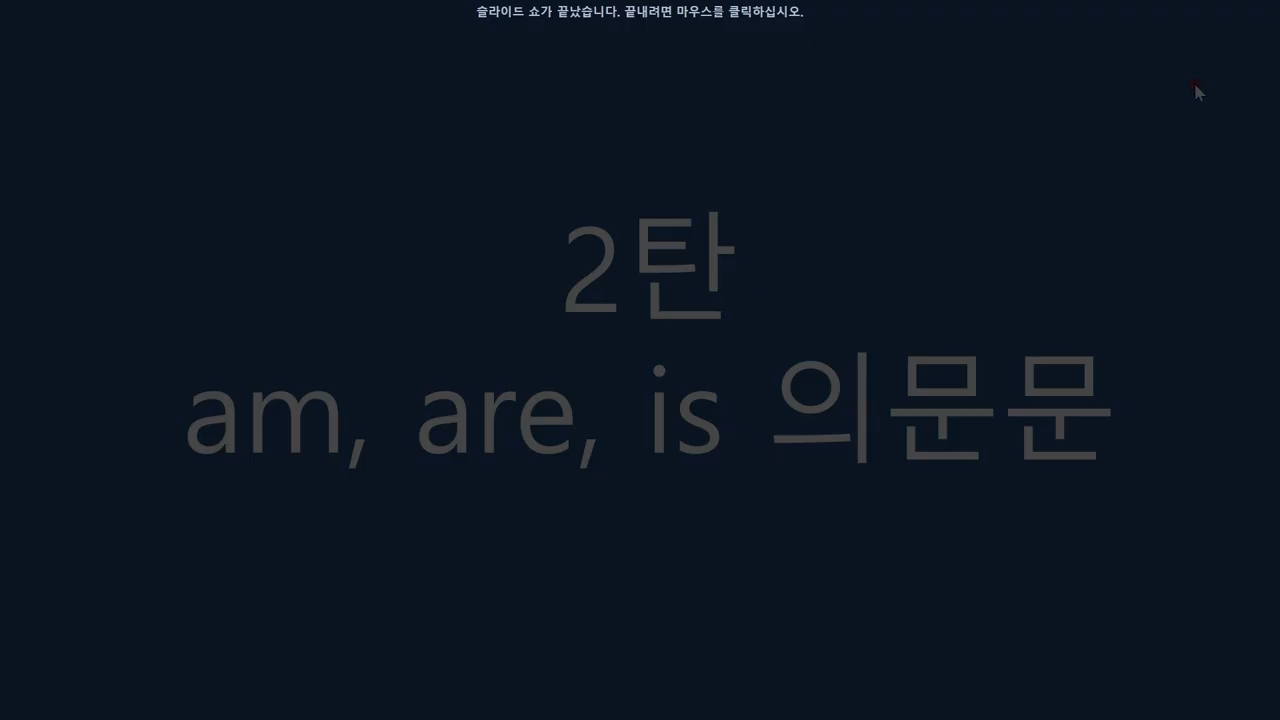 슬라이드 쇼가 끝났습니다. 끝내려면 마우스를 클릭하십시오.
2탄
am, are, is 의문문